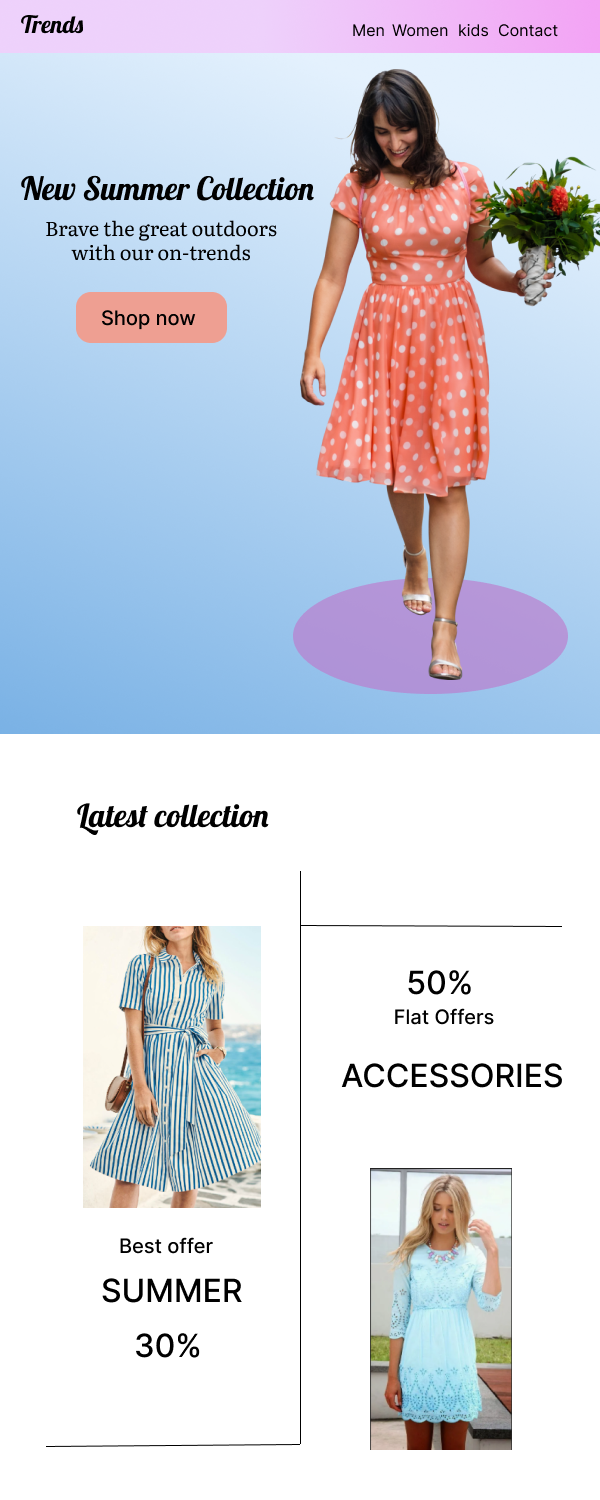 Trends
Men Women kids Contact
New Summer Collection
Brave the great outdoors
with our on-trends
Shop now
Latest collection
Best offer
SUMMER
30%
50%
Flat Offers
ACCESSORIES